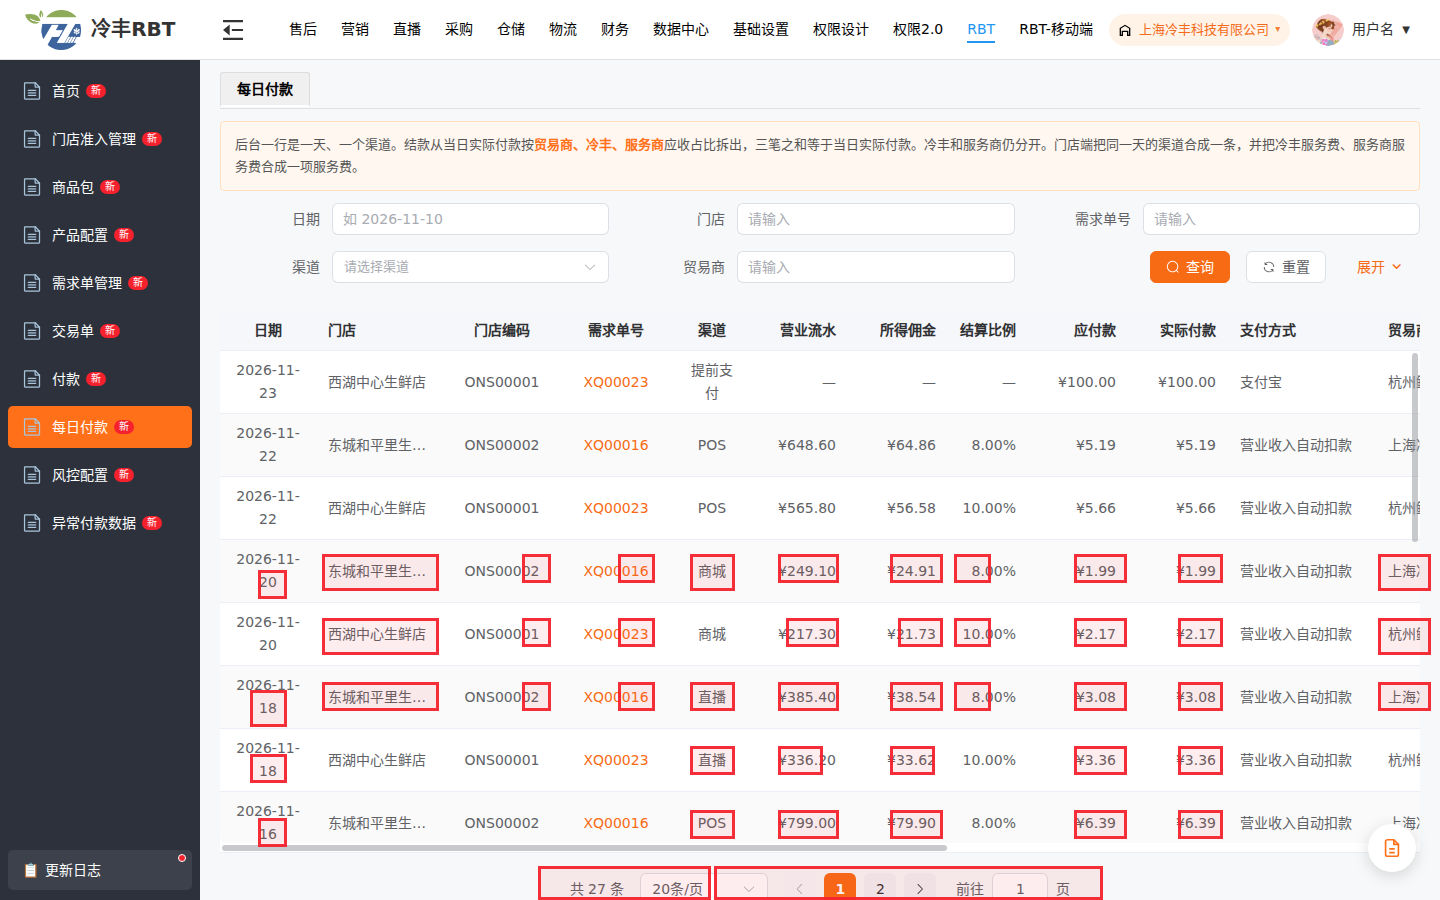 冷丰RBT
售后 营销 直播 采购 仓储 物流 财务 数据中心 基础设置 权限设计 权限2.0 RBT RBT-移动端 上海冷丰科技有限公司 ▾ 用户名 ▼
首页 新
门店准入管理 新
商品包 新
产品配置 新
需求单管理 新
交易单 新
付款 新
每日付款 新
风控配置 新
异常付款数据 新
更新日志
每日付款
后台一行是一天、一个渠道。结款从当日实际付款按贸易商、冷丰、服务商应收占比拆出，三笔之和等于当日实际付款。冷丰和服务商仍分开。门店端把同一天的渠道合成一条，并把冷丰服务费、服务商服
务费合成一项服务费。
日期 如 2026-11-10 门店 请输入 需求单号 请输入
渠道 请选择渠道 贸易商 请输入 查询 重置 展开
日期 门店 门店编码 需求单号 渠道 营业流水 所得佣金 结算比例 应付款 实际付款 支付方式 贸易
2026-11-23 西湖中心生鲜店 ONS00001 XQ00023 提前支付 — — — ¥100.00 ¥100.00 支付宝 杭州
2026-11-22 东城和平里生... ONS00002 XQ00016 POS ¥648.60 ¥64.86 8.00% ¥5.19 ¥5.19 营业收入自动扣款 上海
2026-11-22 西湖中心生鲜店 ONS00001 XQ00023 POS ¥565.80 ¥56.58 10.00% ¥5.66 ¥5.66 营业收入自动扣款 杭州
2026-11-20 东城和平里生... ONS00002 XQ00016 商城 ¥249.10 ¥24.91 8.00% ¥1.99 ¥1.99 营业收入自动扣款 上海
2026-11-20 西湖中心生鲜店 ONS00001 XQ00023 商城 ¥217.30 ¥21.73 10.00% ¥2.17 ¥2.17 营业收入自动扣款 杭州
2026-11-18 东城和平里生... ONS00002 XQ00016 直播 ¥385.40 ¥38.54 8.00% ¥3.08 ¥3.08 营业收入自动扣款 上海
2026-11-18 西湖中心生鲜店 ONS00001 XQ00023 直播 ¥336.20 ¥33.62 10.00% ¥3.36 ¥3.36 营业收入自动扣款 杭州
2026-11-16 东城和平里生... ONS00002 XQ00016 POS ¥799.00 ¥79.90 8.00% ¥6.39 ¥6.39 营业收入自动扣款 上海
共 27 条 20条/页 1 2 前往 1 页